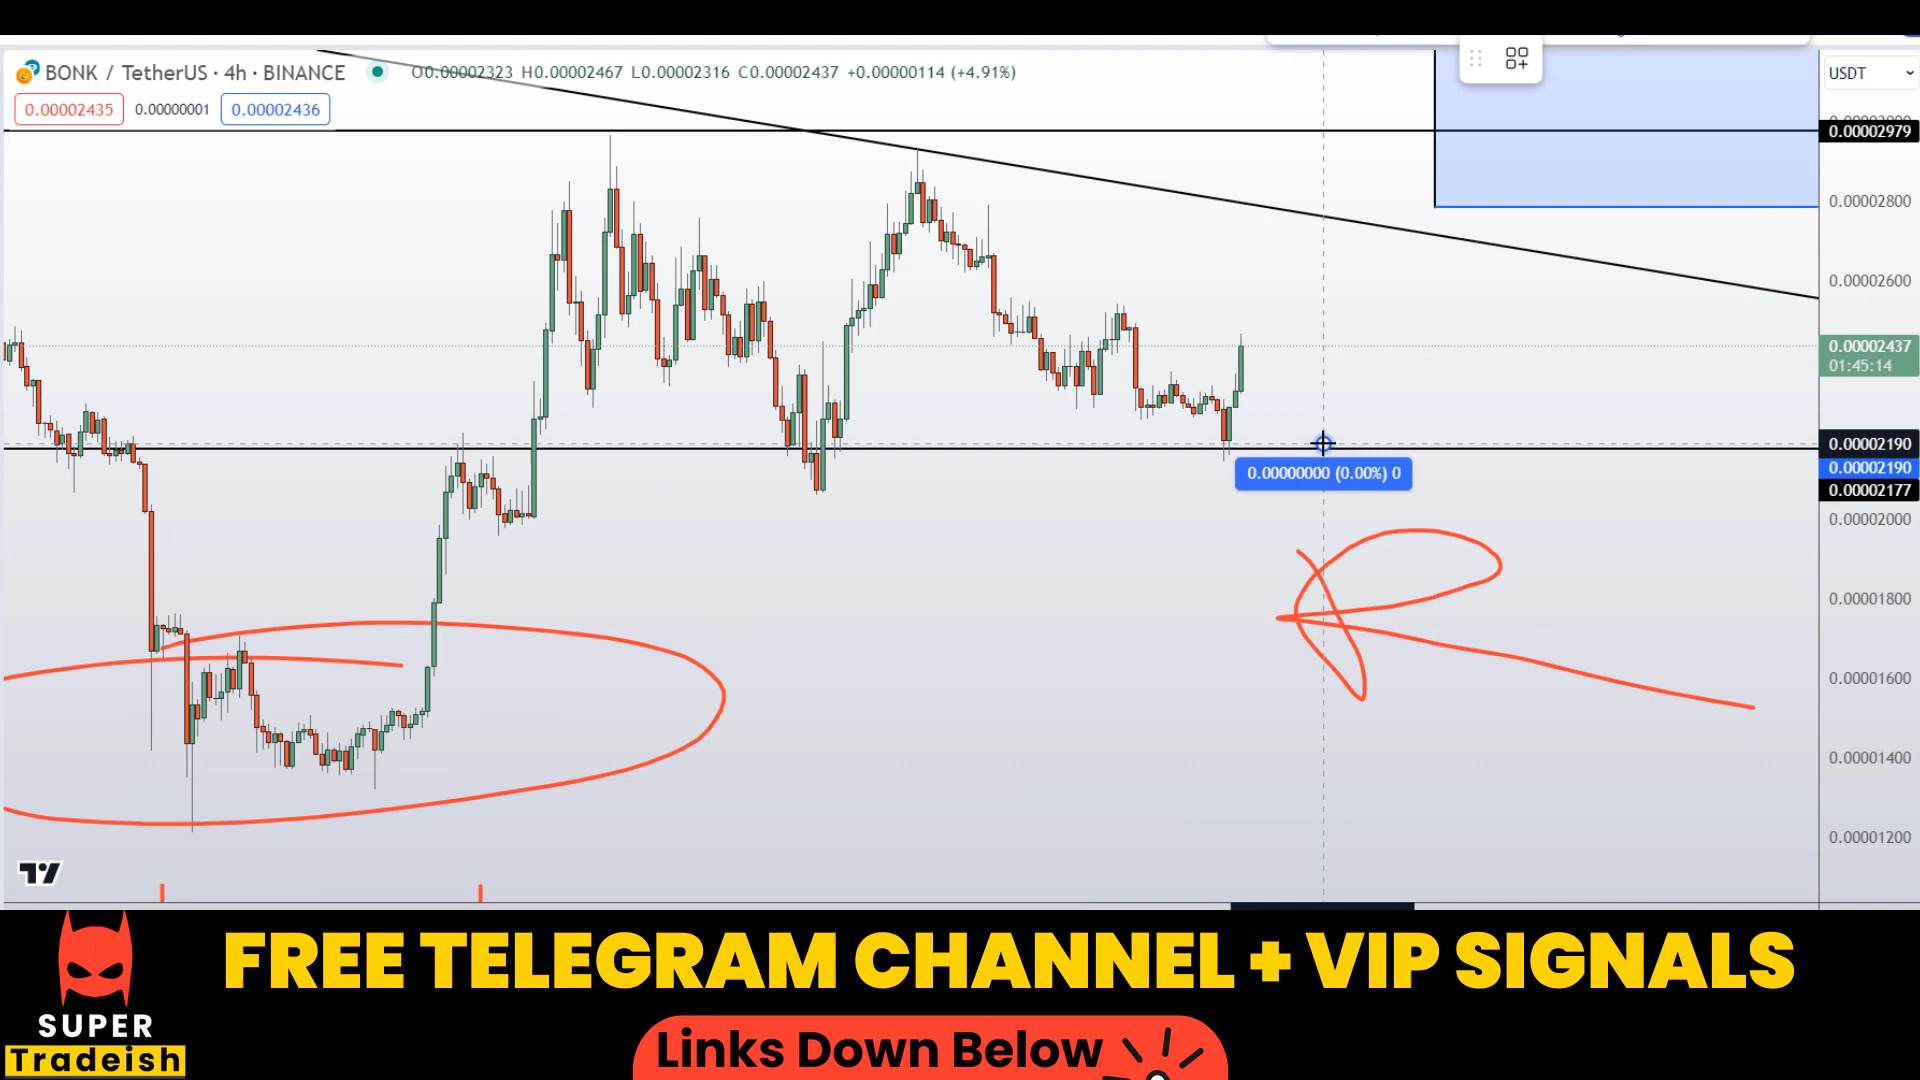 BONK / TetherUS · 4h · BINANCE
O0.00002323 H0.00002467 L0.00002316 C0.00002437 +0.00000114 (+4.91%)
USDT
0.00002435 0.00000001 0.00002436
0.00002979
0.00002800
0.00002600
0.00002437
01:45:14
0.00002190
0.00002190
0.00002177
0.00000000 (0.00%) 0
0.00002000
0.00001800
0.00001600
0.00001400
0.00001200
FREE TELEGRAM CHANNEL + VIP SIGNALS
SUPER
Tradeish
Links Down Below